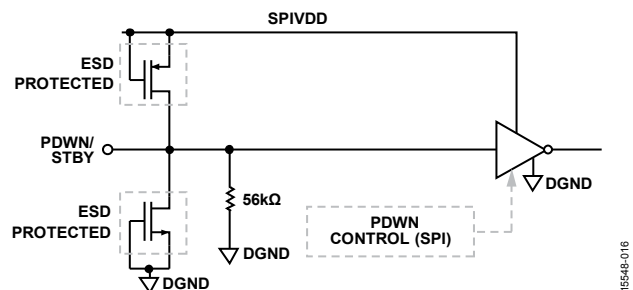 SPIVDD
ESD
PROTECTED
PDWN/
STBY
56kΩ
DGND
ESD
PROTECTED
PDWN
CONTROL (SPI)
DGND
DGND
15548-016